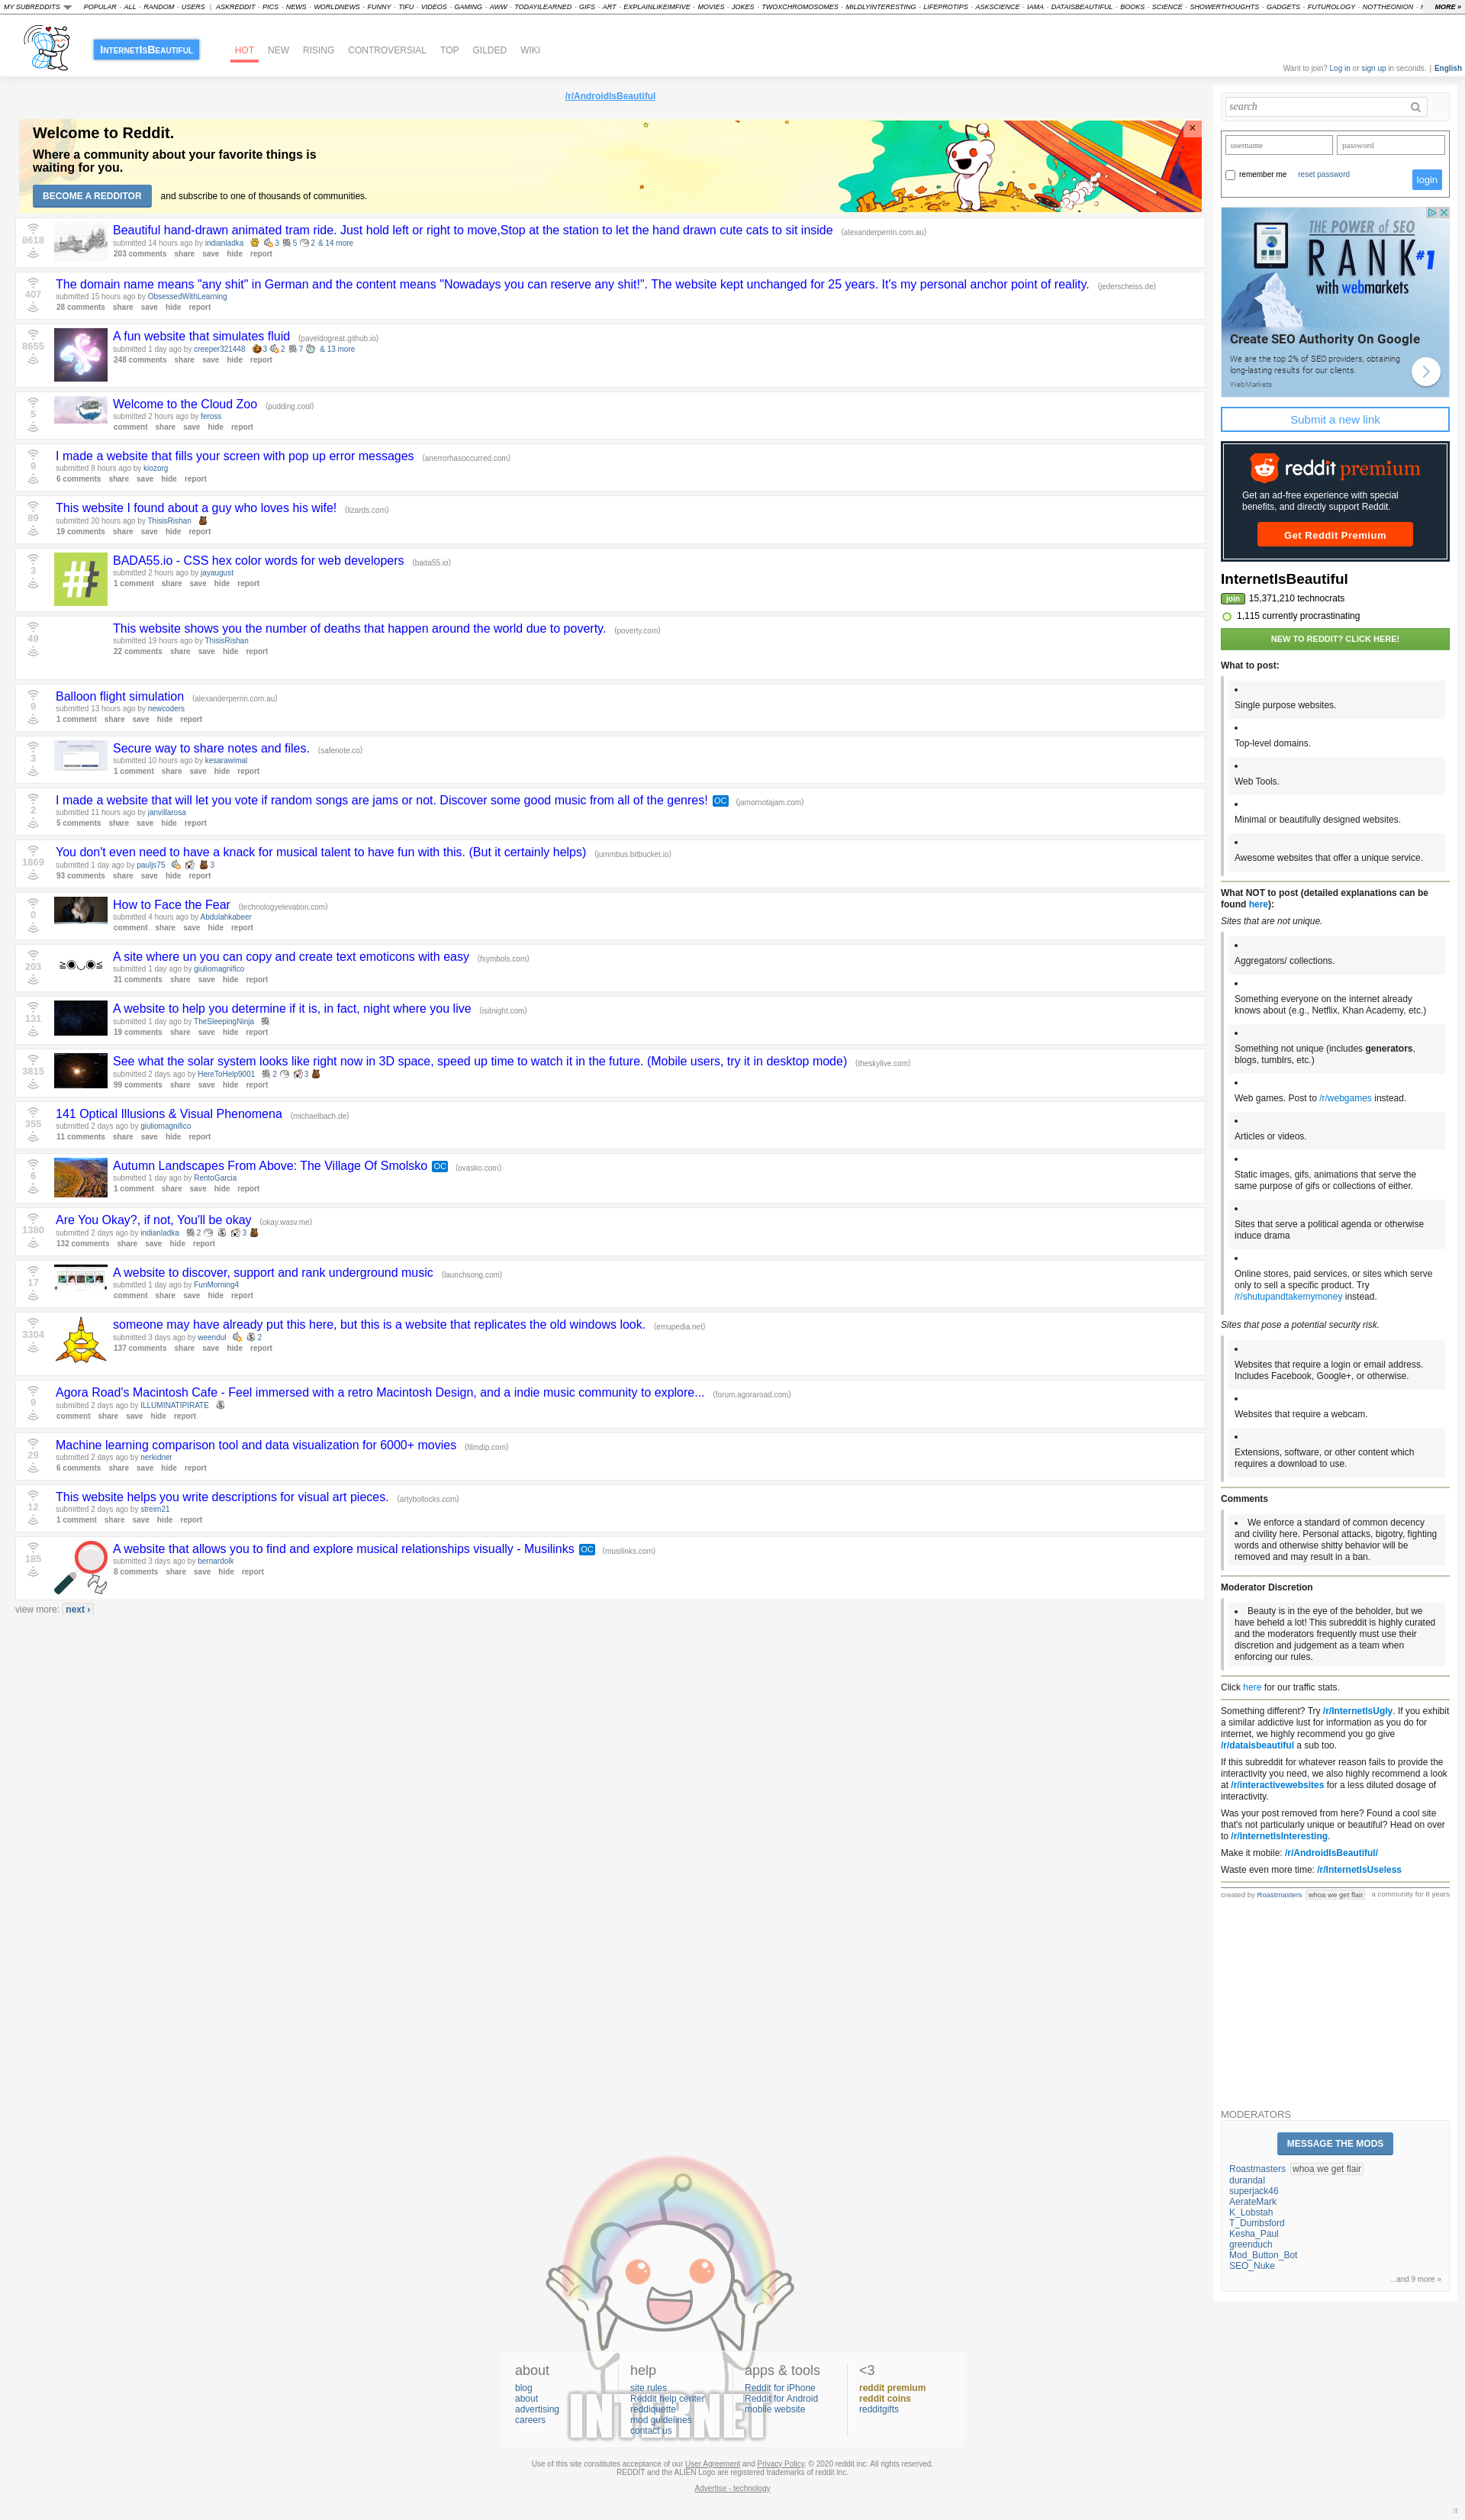 MY SUBREDDITS POPULAR - ALL - RANDOM - USERS | ASKREDDIT - PICS - NEWS - WORLDNEWS - FUNNY - TIFU - VIDEOS - GAMING - AWW - TODAYILEARNED - GIFS - ART - EXPLAINLIKEIMFIVE - MOVIES - JOKES - TWOXCHROMOSOMES - MILDLYINTERESTING - LIFEPROTIPS - ASKSCIENCE - IAMA - DATAISBEAUTIFUL - BOOKS - SCIENCE - SHOWERTHOUGHTS - GADGETS - FUTUROLOGY - NOTTHEONION - MORE »
InternetIsBeautiful
HOT NEW RISING CONTROVERSIAL TOP GILDED WIKI
Want to join? Log in or sign up in seconds. | English
/r/AndroidIsBeautiful
Welcome to Reddit.
Where a community about your favorite things is
waiting for you.
BECOME A REDDITOR and subscribe to one of thousands of communities.
8618
Beautiful hand-drawn animated tram ride. Just hold left or right to move,Stop at the station to let the hand drawn cute cats to sit inside (alexanderperrin.com.au)
submitted 14 hours ago by indianladka 3 5 2 & 14 more
203 comments share save hide report
407
The domain name means "any shit" in German and the content means "Nowadays you can reserve any shit!". The website kept unchanged for 25 years. It's my personal anchor point of reality. (jederscheiss.de)
submitted 15 hours ago by ObsessedWithLearning
28 comments share save hide report
8655
A fun website that simulates fluid (paveldogreat.github.io)
submitted 1 day ago by creeper321448 3 2 7 & 13 more
248 comments share save hide report
5
Welcome to the Cloud Zoo (pudding.cool)
submitted 2 hours ago by feross
comment share save hide report
9
I made a website that fills your screen with pop up error messages (anerrorhasoccurred.com)
submitted 8 hours ago by kiozorg
6 comments share save hide report
89
This website I found about a guy who loves his wife! (lizards.com)
submitted 20 hours ago by ThisisRishan
19 comments share save hide report
3
BADA55.io - CSS hex color words for web developers (bada55.io)
submitted 2 hours ago by jayaugust
1 comment share save hide report
49
This website shows you the number of deaths that happen around the world due to poverty. (poverty.com)
submitted 19 hours ago by ThisisRishan
22 comments share save hide report
9
Balloon flight simulation (alexanderperrin.com.au)
submitted 13 hours ago by newcoders
1 comment share save hide report
3
Secure way to share notes and files. (safenote.co)
submitted 10 hours ago by kesarawimal
1 comment share save hide report
2
I made a website that will let you vote if random songs are jams or not. Discover some good music from all of the genres! OC (jamornotajam.com)
submitted 11 hours ago by janvillarosa
5 comments share save hide report
1869
You don't even need to have a knack for musical talent to have fun with this. (But it certainly helps) (jummbus.bitbucket.io)
submitted 1 day ago by pauljs75 3
93 comments share save hide report
0
How to Face the Fear (technologyelevation.com)
submitted 4 hours ago by Abdulahkabeer
comment share save hide report
203
A site where un you can copy and create text emoticons with easy (fsymbols.com)
submitted 1 day ago by giuliomagnifico
31 comments share save hide report
131
A website to help you determine if it is, in fact, night where you live (isitnight.com)
submitted 1 day ago by TheSleepingNinja
19 comments share save hide report
3815
See what the solar system looks like right now in 3D space, speed up time to watch it in the future. (Mobile users, try it in desktop mode) (theskylive.com)
submitted 2 days ago by HereToHelp9001 2 3
99 comments share save hide report
355
141 Optical Illusions & Visual Phenomena (michaelbach.de)
submitted 2 days ago by giuliomagnifico
11 comments share save hide report
6
Autumn Landscapes From Above: The Village Of Smolsko OC (ovasko.com)
submitted 1 day ago by RentoGarcia
1 comment share save hide report
1380
Are You Okay?, if not, You'll be okay (okay.wasv.me)
submitted 2 days ago by indianladka 2 3
132 comments share save hide report
17
A website to discover, support and rank underground music (launchsong.com)
submitted 1 day ago by FunMorning4
comment share save hide report
3304
someone may have already put this here, but this is a website that replicates the old windows look. (emupedia.net)
submitted 3 days ago by weendul 2
137 comments share save hide report
9
Agora Road's Macintosh Cafe - Feel immersed with a retro Macintosh Design, and a indie music community to explore... (forum.agoraroad.com)
submitted 2 days ago by ILLUMINATIPIRATE
comment share save hide report
29
Machine learning comparison tool and data visualization for 6000+ movies (filmdip.com)
submitted 2 days ago by nerkidner
6 comments share save hide report
12
This website helps you write descriptions for visual art pieces. (artybollocks.com)
submitted 2 days ago by streim21
1 comment share save hide report
185
A website that allows you to find and explore musical relationships visually - Musilinks OC (musilinks.com)
submitted 3 days ago by bernardolk
8 comments share save hide report
view more: next ›
search
username password
remember me reset password login
THE POWER OF SEO
RANK #1
with webmarkets
Create SEO Authority On Google
We are the top 2% of SEO providers, obtaining
long-lasting results for our clients.
WebMarkets
Submit a new link
reddit premium
Get an ad-free experience with special
benefits, and directly support Reddit.
Get Reddit Premium
InternetIsBeautiful
join 15,371,210 technocrats
1,115 currently procrastinating
NEW TO REDDIT? CLICK HERE!
What to post:
Single purpose websites.
Top-level domains.
Web Tools.
Minimal or beautifully designed websites.
Awesome websites that offer a unique service.
What NOT to post (detailed explanations can be
found here):
Sites that are not unique.
Aggregators/ collections.
Something everyone on the internet already
knows about (e.g., Netflix, Khan Academy, etc.)
Something not unique (includes generators,
blogs, tumblrs, etc.)
Web games. Post to /r/webgames instead.
Articles or videos.
Static images, gifs, animations that serve the
same purpose of gifs or collections of either.
Sites that serve a political agenda or otherwise
induce drama
Online stores, paid services, or sites which serve
only to sell a specific product. Try
/r/shutupandtakemymoney instead.
Sites that pose a potential security risk.
Websites that require a login or email address.
Includes Facebook, Google+, or otherwise.
Websites that require a webcam.
Extensions, software, or other content which
requires a download to use.
Comments
We enforce a standard of common decency
and civility here. Personal attacks, bigotry, fighting
words and otherwise shitty behavior will be
removed and may result in a ban.
Moderator Discretion
Beauty is in the eye of the beholder, but we
have beheld a lot! This subreddit is highly curated
and the moderators frequently must use their
discretion and judgement as a team when
enforcing our rules.
Click here for our traffic stats.
Something different? Try /r/InternetIsUgly. If you exhibit
a similar addictive lust for information as you do for
internet, we highly recommend you go give
/r/dataisbeautiful a sub too.
If this subreddit for whatever reason fails to provide the
interactivity you need, we also highly recommend a look
at /r/interactivewebsites for a less diluted dosage of
interactivity.
Was your post removed from here? Found a cool site
that's not particularly unique or beautiful? Head on over
to /r/InternetIsInteresting.
Make it mobile: /r/AndroidIsBeautiful/
Waste even more time: /r/InternetIsUseless
created by Roastmasters whoa we get flair a community for 8 years
MODERATORS
MESSAGE THE MODS
Roastmasters whoa we get flair
durandal
superjack46
AerateMark
K_Lobstah
T_Dumbsford
Kesha_Paul
greenduch
Mod_Button_Bot
SEO_Nuke
...and 9 more »
about
blog
about
advertising
careers
help
site rules
Reddit help center
reddiquette
mod guidelines
contact us
apps & tools
Reddit for iPhone
Reddit for Android
mobile website
<3
reddit premium
reddit coins
redditgifts
INTERNET
Use of this site constitutes acceptance of our User Agreement and Privacy Policy. © 2020 reddit inc. All rights reserved.
REDDIT and the ALIEN Logo are registered trademarks of reddit inc.
Advertise - technology
π